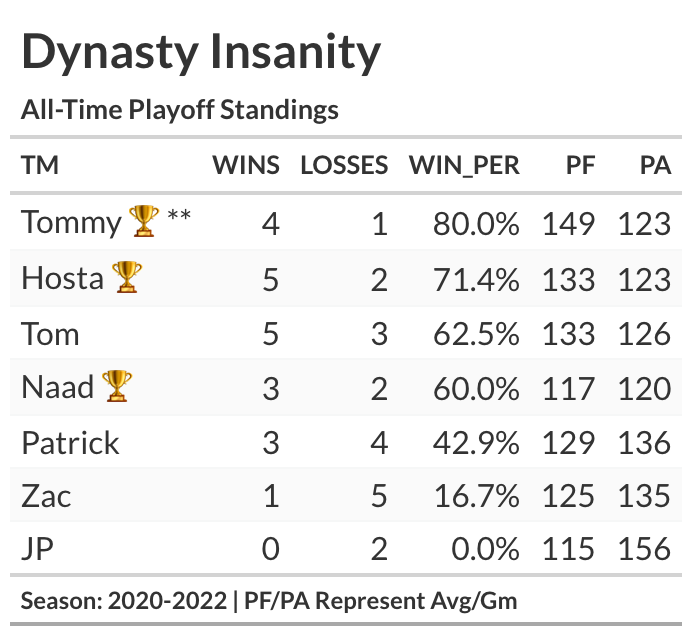 Dynasty Insanity
All-Time Playoff Standings
TM WINS LOSSES WIN_PER PF PA
Tommy 🏆 ** 4 1 80.0% 149 123
Hosta 🏆 5 2 71.4% 133 123
Tom 5 3 62.5% 133 126
Naad 🏆 3 2 60.0% 117 120
Patrick 3 4 42.9% 129 136
Zac 1 5 16.7% 125 135
JP 0 2 0.0% 115 156
Season: 2020-2022 | PF/PA Represent Avg/Gm